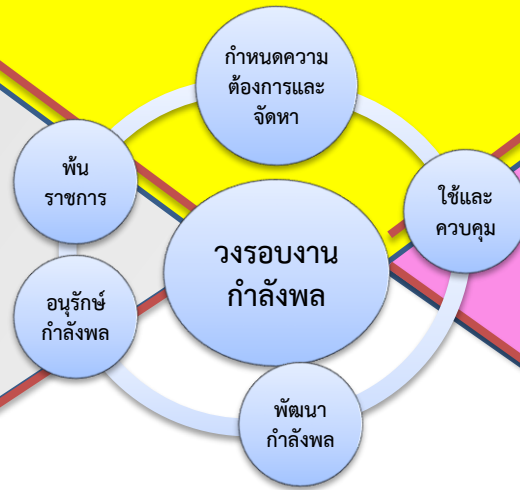 กำหนดความ
ต้องการและ
จัดหา
ใช้และ
ควบคุม
พัฒนา
กำลังพล
อนุรักษ์
กำลังพล
พ้น
ราชการ
วงรอบงาน
กำลังพล